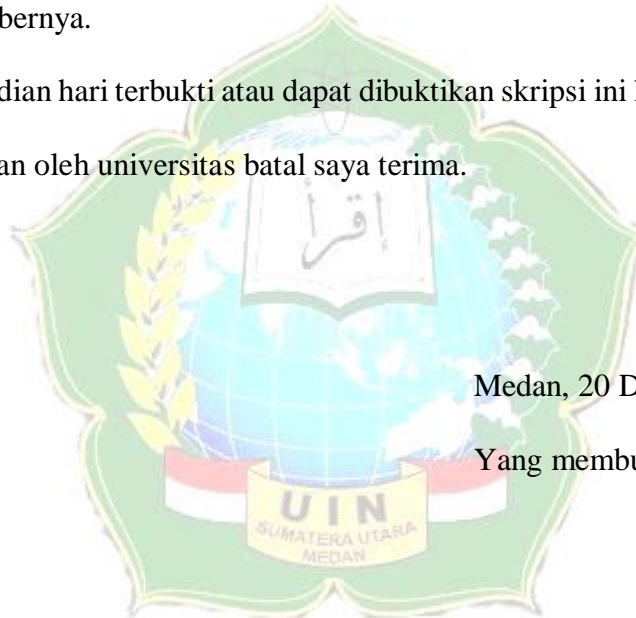 bernya.
dian hari terbukti atau dapat dibuktikan skripsi ini
an oleh universitas batal saya terima.
إقرأ
Medan, 20 D
Yang membu
UIN
SUMATERA UTARA
MEDAN